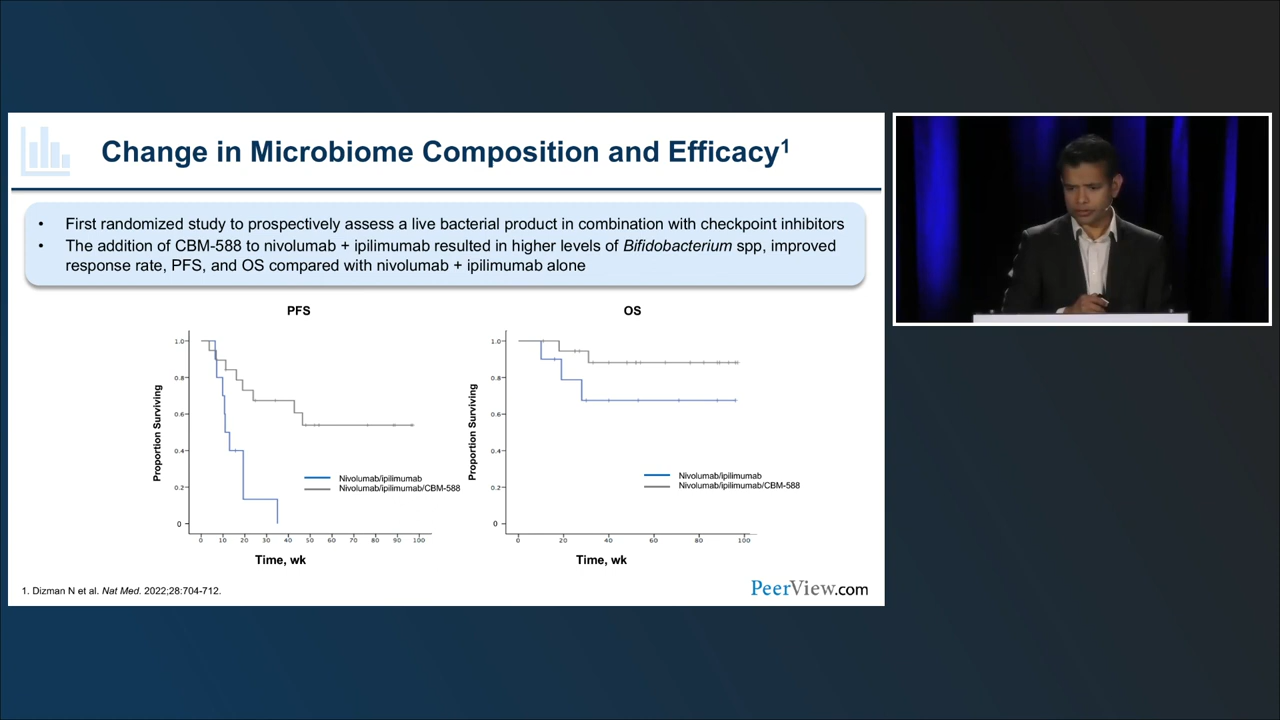 Change in Microbiome Composition and Efficacy1
• First randomized study to prospectively assess a live bacterial product in combination with checkpoint inhibitors
• The addition of CBM-588 to nivolumab + ipilimumab resulted in higher levels of Bifidobacterium spp, improved
response rate, PFS, and OS compared with nivolumab + ipilimumab alone
PFS
Proportion Surviving
1.0
0.8
0.6
0.4
0.2
0
Nivolumab/ipilimumab
Nivolumab/ipilimumab/CBM-588
0 10 20 30 40 50 60 70 80 90 100
Time, wk
OS
Proportion Surviving
1.0
0.8
0.6
0.4
0.2
0
Nivolumab/ipilimumab
Nivolumab/ipilimumab/CBM-588
0 20 40 60 80 100
Time, wk
1. Dizman N et al. Nat Med. 2022;28:704-712.
PeerView.com